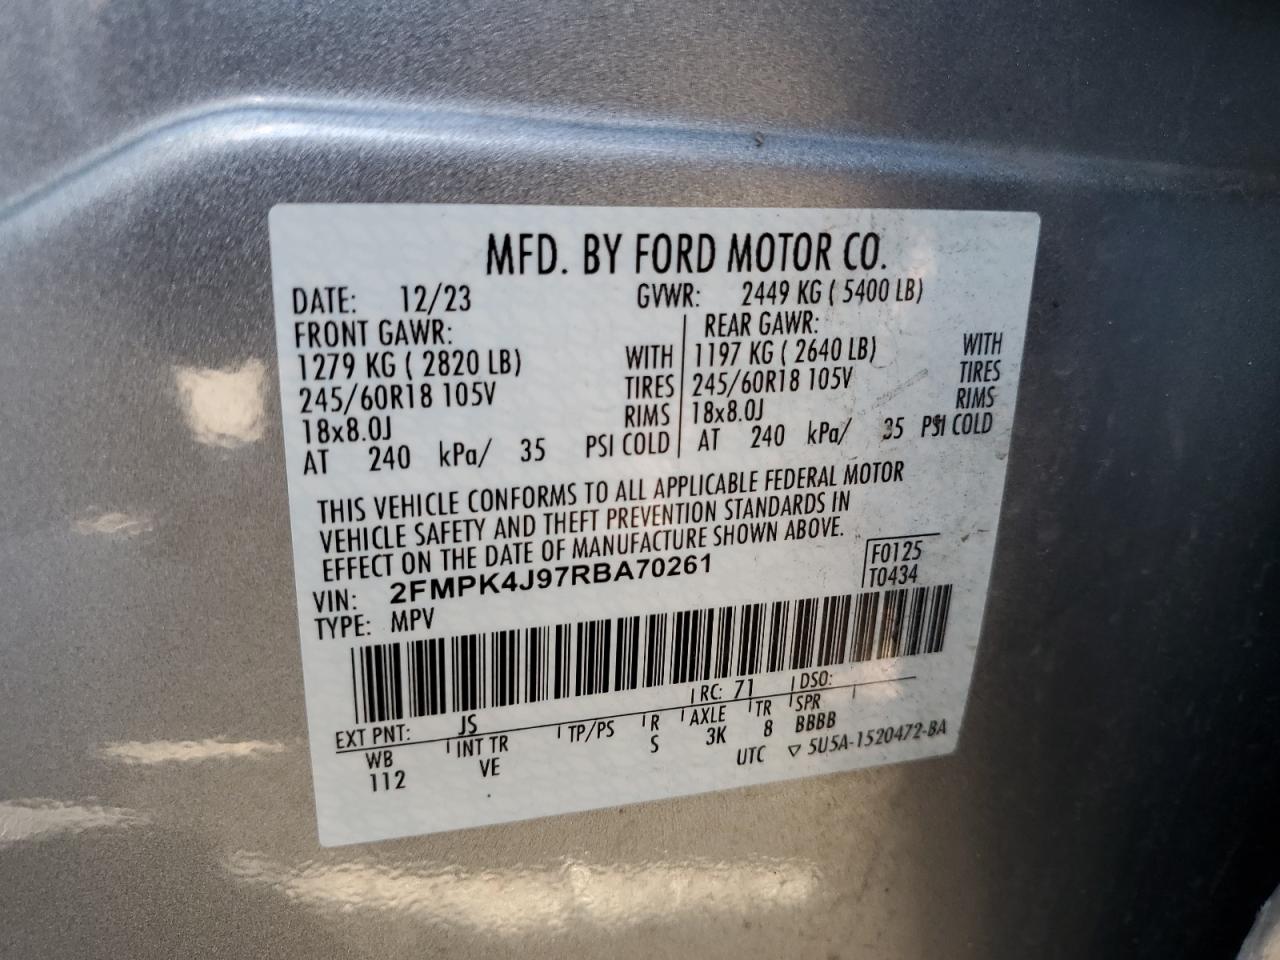 MFD. BY FORD MOTOR CO.
DATE: 12/23 GVWR: 2449 KG ( 5400 LB)
FRONT GAWR: REAR GAWR:
1279 KG ( 2820 LB) WITH 1197 KG ( 2640 LB) WITH
245/60R18 105V TIRES 245/60R18 105V TIRES
18x8.0J RIMS 18x8.0J RIMS
AT 240 kPa/ 35 PSI COLD AT 240 kPa/ 35 PSI COLD
THIS VEHICLE CONFORMS TO ALL APPLICABLE FEDERAL MOTOR
VEHICLE SAFETY AND THEFT PREVENTION STANDARDS IN
EFFECT ON THE DATE OF MANUFACTURE SHOWN ABOVE.
VIN: 2FMPK4J97RBA70261 F0125
TYPE: MPV T0434
EXT PNT: JS RC: 71 DSO:
WB INT TR TP/PS R AXLE TR SPR
112 VE S 3K 8 BBBB
UTC ▽ 5U5A-1520472-BA